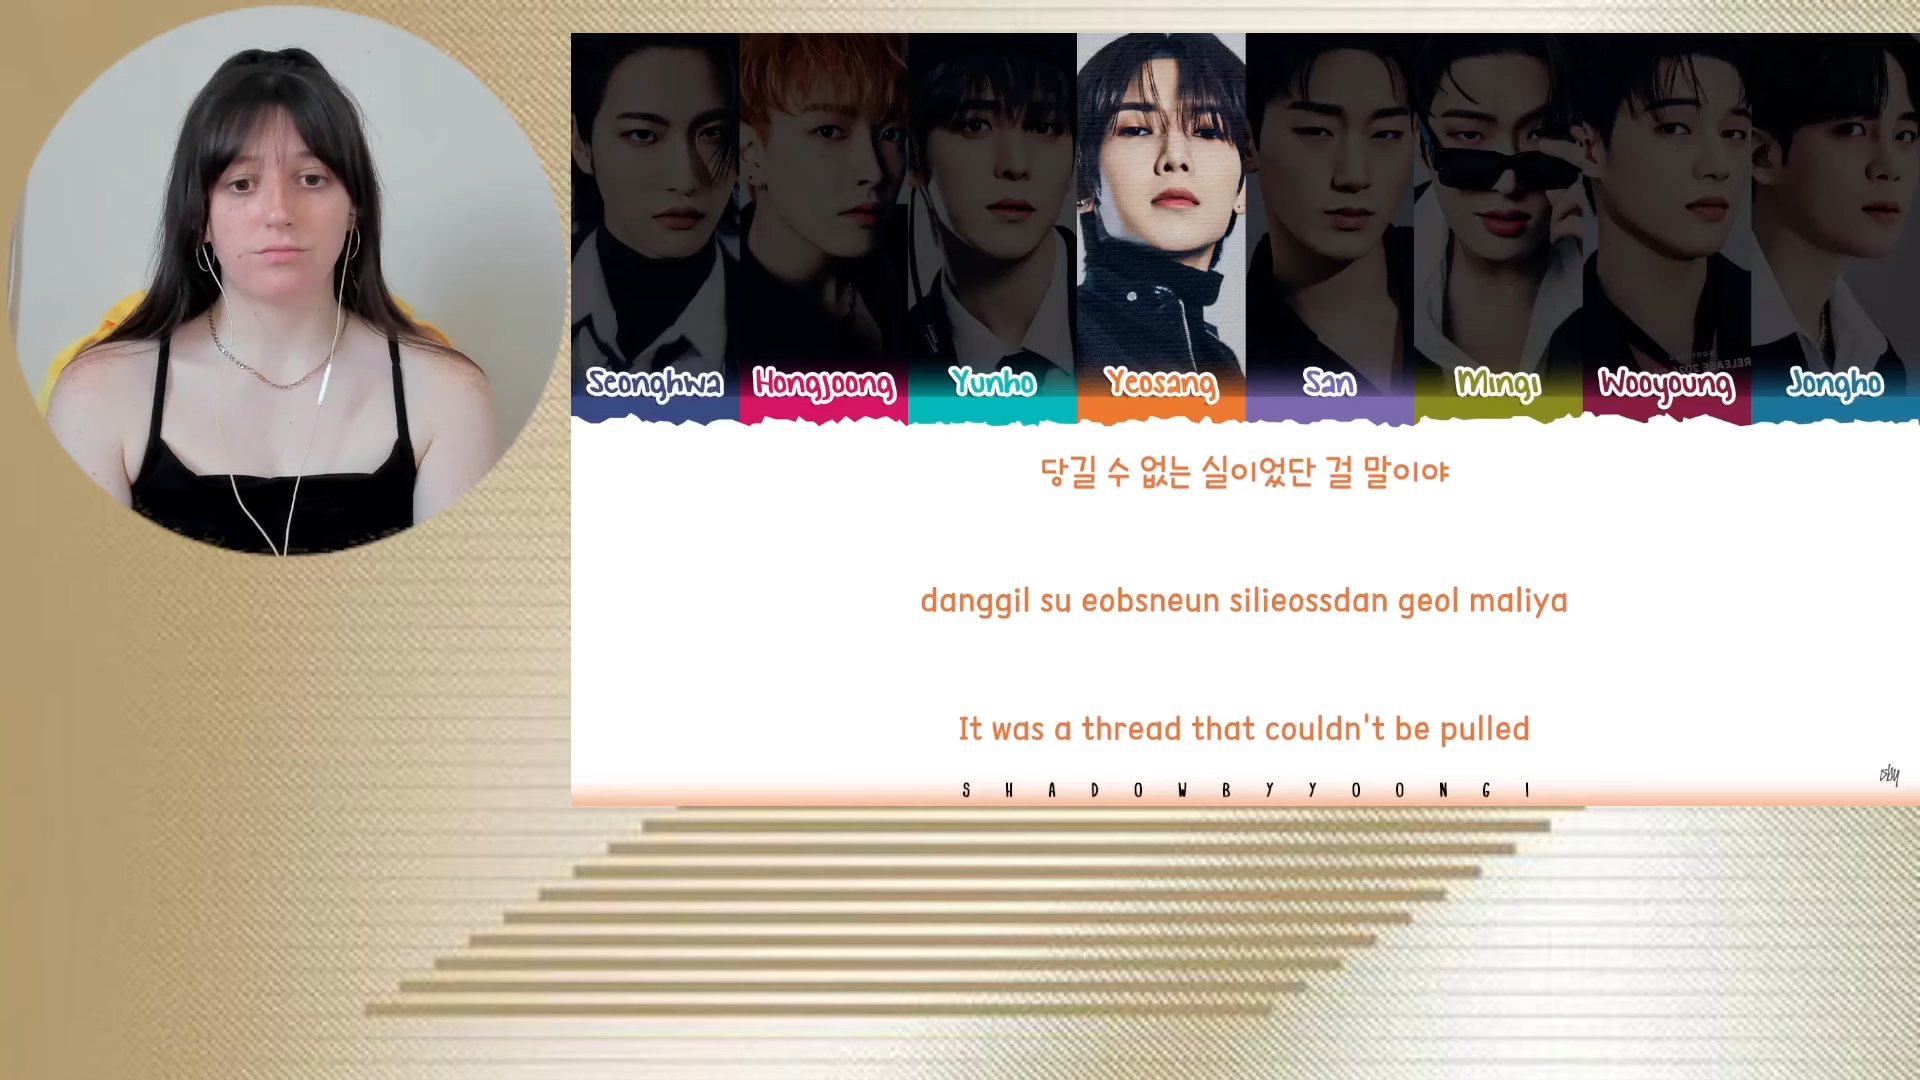 Seonghwa Hongjoong Yunho Yeosang San Mingi Wooyoung Jongho
당길 수 없는 실이었단 걸 말이야
danggil su eobsneun silieossdan geol maliya
It was a thread that couldn't be pulled
SHADOWBYYOONGI
sby